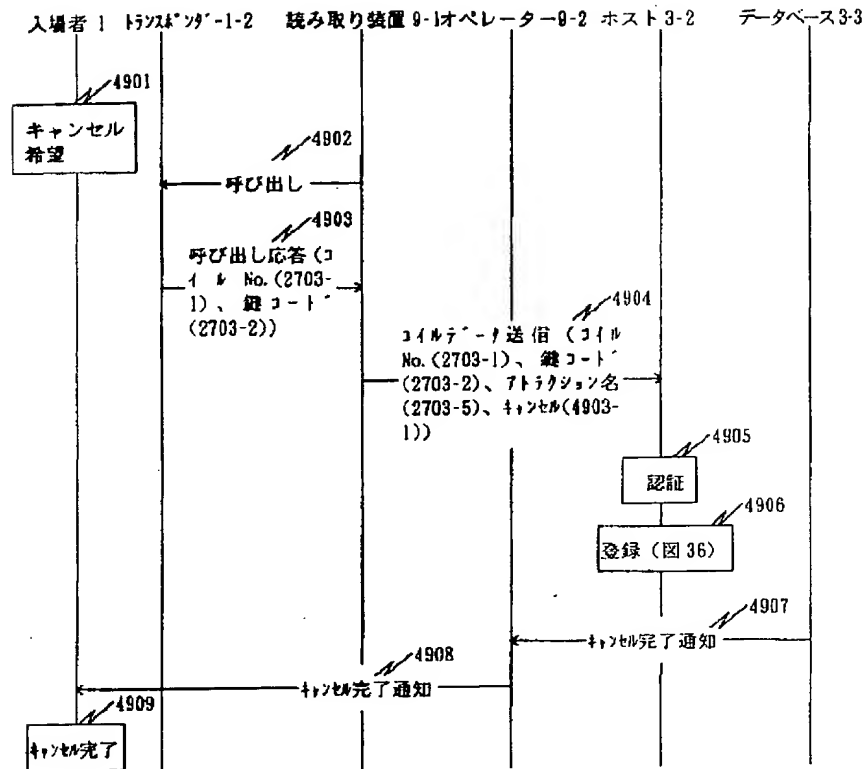 入場者 1 トランスポンダ-1-2 読み取り装置 9-1オペレーター9-2 ホスト3-2 データベース3-3
4901
キャンセル
希望
4902
呼び出し
4903
呼び出し応答(コ
イル No.(2703-
1)、鍵コード
(2703-2))
4904
コイルデータ送信(コイル
No.(2703-1)、鍵コード
(2703-2)、アトラクション名
(2703-5)、キャンセル(4903-
1))
4905
認証
4906
登録(図36)
4907
キャンセル完了通知
4908
キャンセル完了通知
4909
キャンセル完了